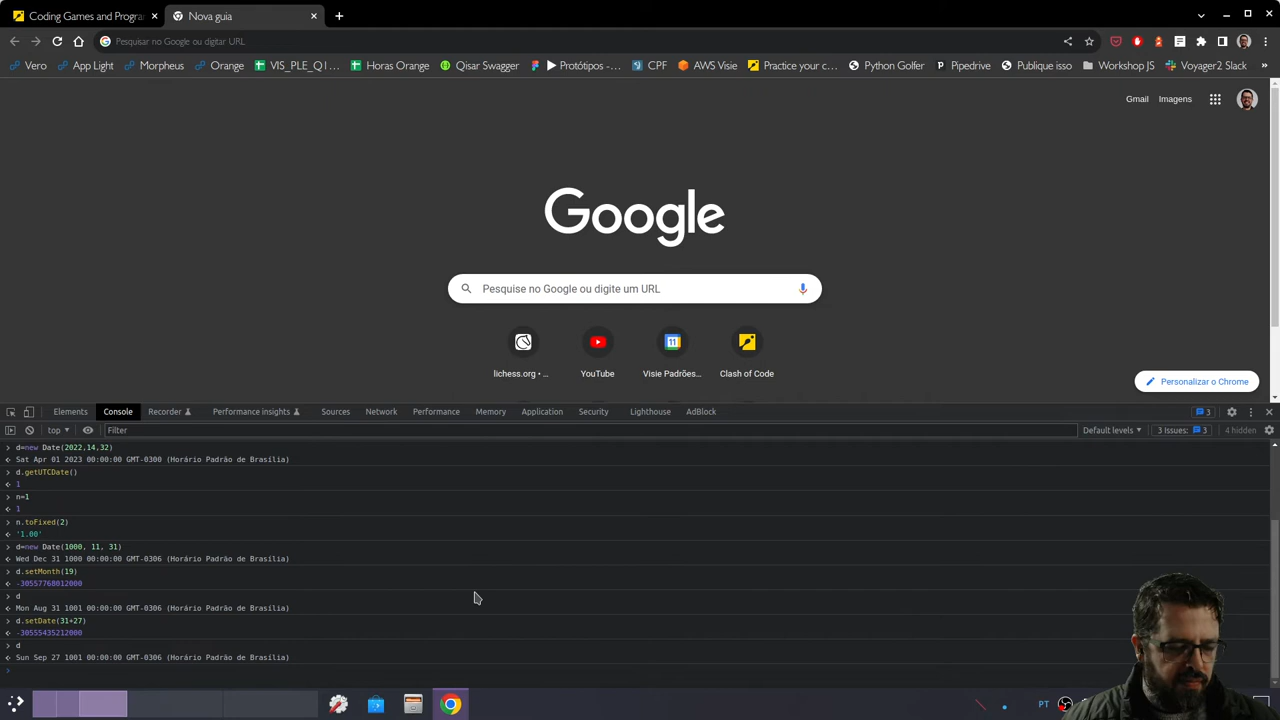 Coding Games and Progra
Nova guia
Pesquisar no Google ou digitar URL
Vero
App Light
Morpheus
Orange
VIS_PLE_Q1...
Horas Orange
Qisar Swagger
Protótipos -...
CPF
AWS Visie
Practice your c...
Python Golfer
Pipedrive
Publique isso
Workshop JS
Voyager2 Slack
Gmail
Imagens
Google
Pesquise no Google ou digite um URL
lichess.org • ...
YouTube
11
Visie Padrões...
Clash of Code
Personalizar o Chrome
Elements
Console
Recorder
Performance insights
Sources
Network
Performance
Memory
Application
Security
Lighthouse
AdBlock
3
top
Filter
Default levels
3 Issues: 3
4 hidden
> d=new Date(2022,14,32)
Sat Apr 01 2023 00:00:00 GMT-0300 (Horário Padrão de Brasília)
> d.getUTCDate()
1
> n=1
1
> n.toFixed(2)
'1.00'
> d=new Date(1000, 11, 31)
Wed Dec 31 1000 00:00:00 GMT-0306 (Horário Padrão de Brasília)
> d.setMonth(19)
-30557768012000
> d
Mon Aug 31 1001 00:00:00 GMT-0306 (Horário Padrão de Brasília)
> d.setDate(31+27)
-30555435212000
> d
Sun Sep 27 1001 00:00:00 GMT-0306 (Horário Padrão de Brasília)
>
PT